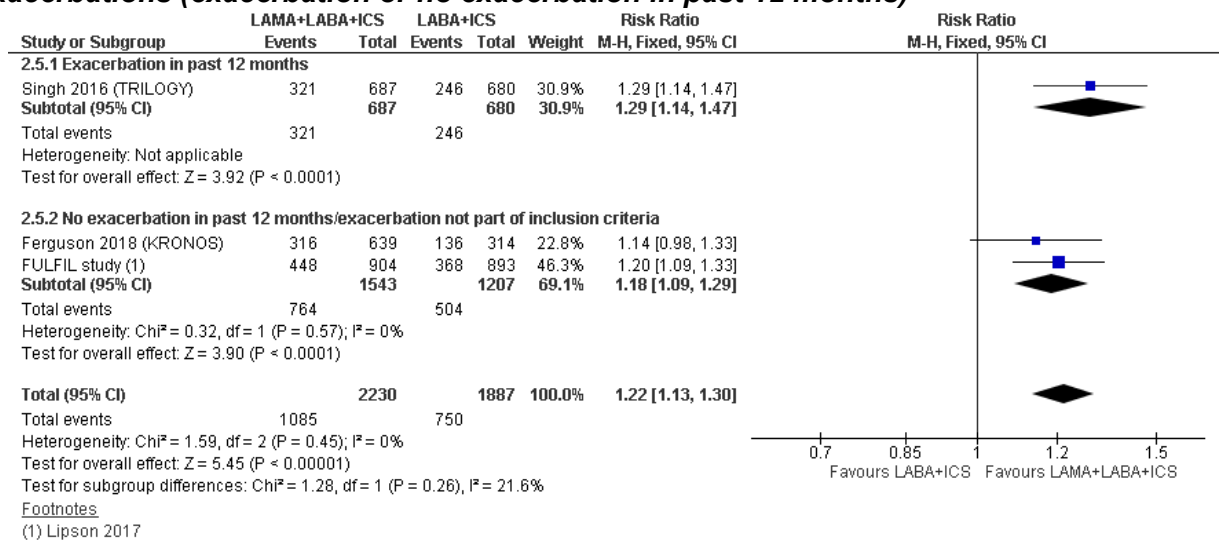 exacerbations (exacerbation or no exacerbation in past 12 months)
LAMA+LABA+ICS LABA+ICS Risk Ratio Risk Ratio
Study or Subgroup Events Total Events Total Weight M-H, Fixed, 95% CI M-H, Fixed, 95% CI
2.5.1 Exacerbation in past 12 months
Singh 2016 (TRILOGY) 321 687 246 680 30.9% 1.29 [1.14, 1.47]
Subtotal (95% CI) 687 680 30.9% 1.29 [1.14, 1.47]
Total events 321 246
Heterogeneity: Not applicable
Test for overall effect: Z = 3.92 (P < 0.0001)
2.5.2 No exacerbation in past 12 months/exacerbation not part of inclusion criteria
Ferguson 2018 (KRONOS) 316 639 136 314 22.8% 1.14 [0.98, 1.33]
FULFIL study (1) 448 904 368 893 46.3% 1.20 [1.09, 1.33]
Subtotal (95% CI) 1543 1207 69.1% 1.18 [1.09, 1.29]
Total events 764 504
Heterogeneity: Chi² = 0.32, df = 1 (P = 0.57); I² = 0%
Test for overall effect: Z = 3.90 (P < 0.0001)
Total (95% CI) 2230 1887 100.0% 1.22 [1.13, 1.30]
Total events 1085 750
Heterogeneity: Chi² = 1.59, df = 2 (P = 0.45); I² = 0%
Test for overall effect: Z = 5.45 (P < 0.00001)
Test for subgroup differences: Chi² = 1.28, df = 1 (P = 0.26), I² = 21.6%
0.7 0.85 1 1.2 1.5
Favours LABA+ICS Favours LAMA+LABA+ICS
Footnotes
(1) Lipson 2017